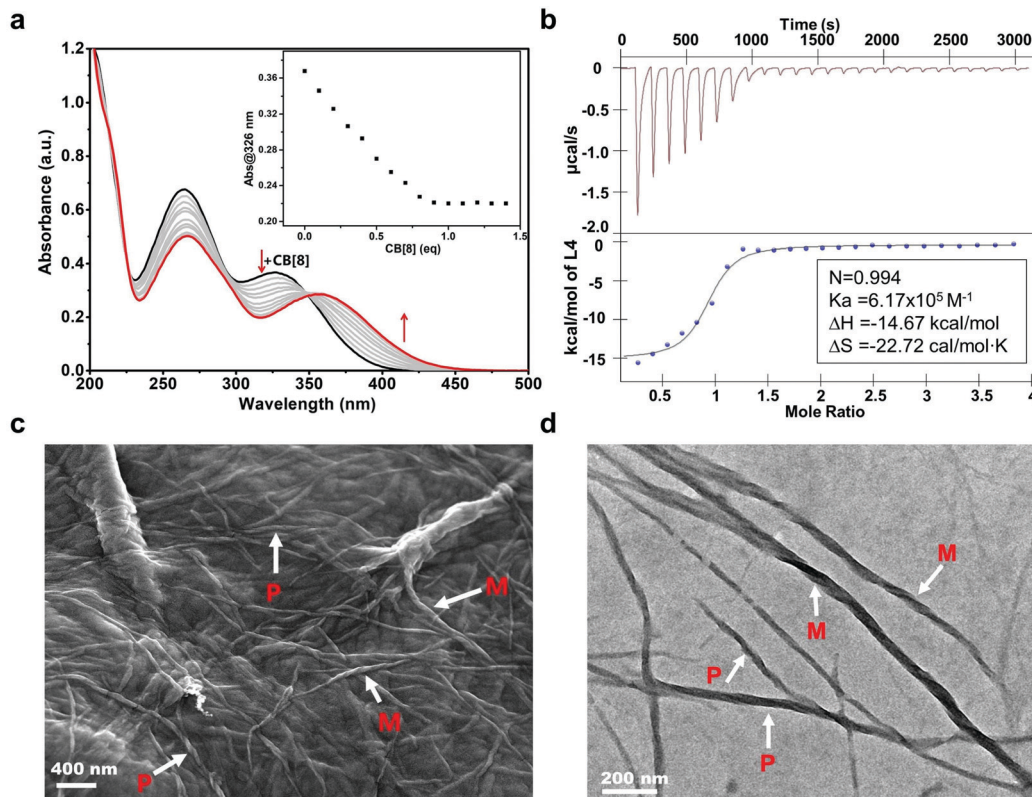 a
1.2
1.0
0.8
0.6
0.4
0.2
0.0
Absorbance (a.u.)
200 250 300 350 400 450 500
Wavelength (nm)
+CB[8]
0.36
0.32
0.28
0.24
0.20
Abs@326 nm
0.0 0.5 1.0 1.5
CB[8] (eq)
b
Time (s)
0 500 1000 1500 2000 2500 3000
0
-0.5
-1.0
-1.5
-2.0
µcal/s
0
-5
-10
-15
kcal/mol of L4
N=0.994
Ka =6.17x10⁵ M⁻¹
ΔH =-14.67 kcal/mol
ΔS =-22.72 cal/mol·K
0.5 1 1.5 2 2.5 3 3.5 4
Mole Ratio
c
P
M
M
P
400 nm
d
M
M
P
P
200 nm